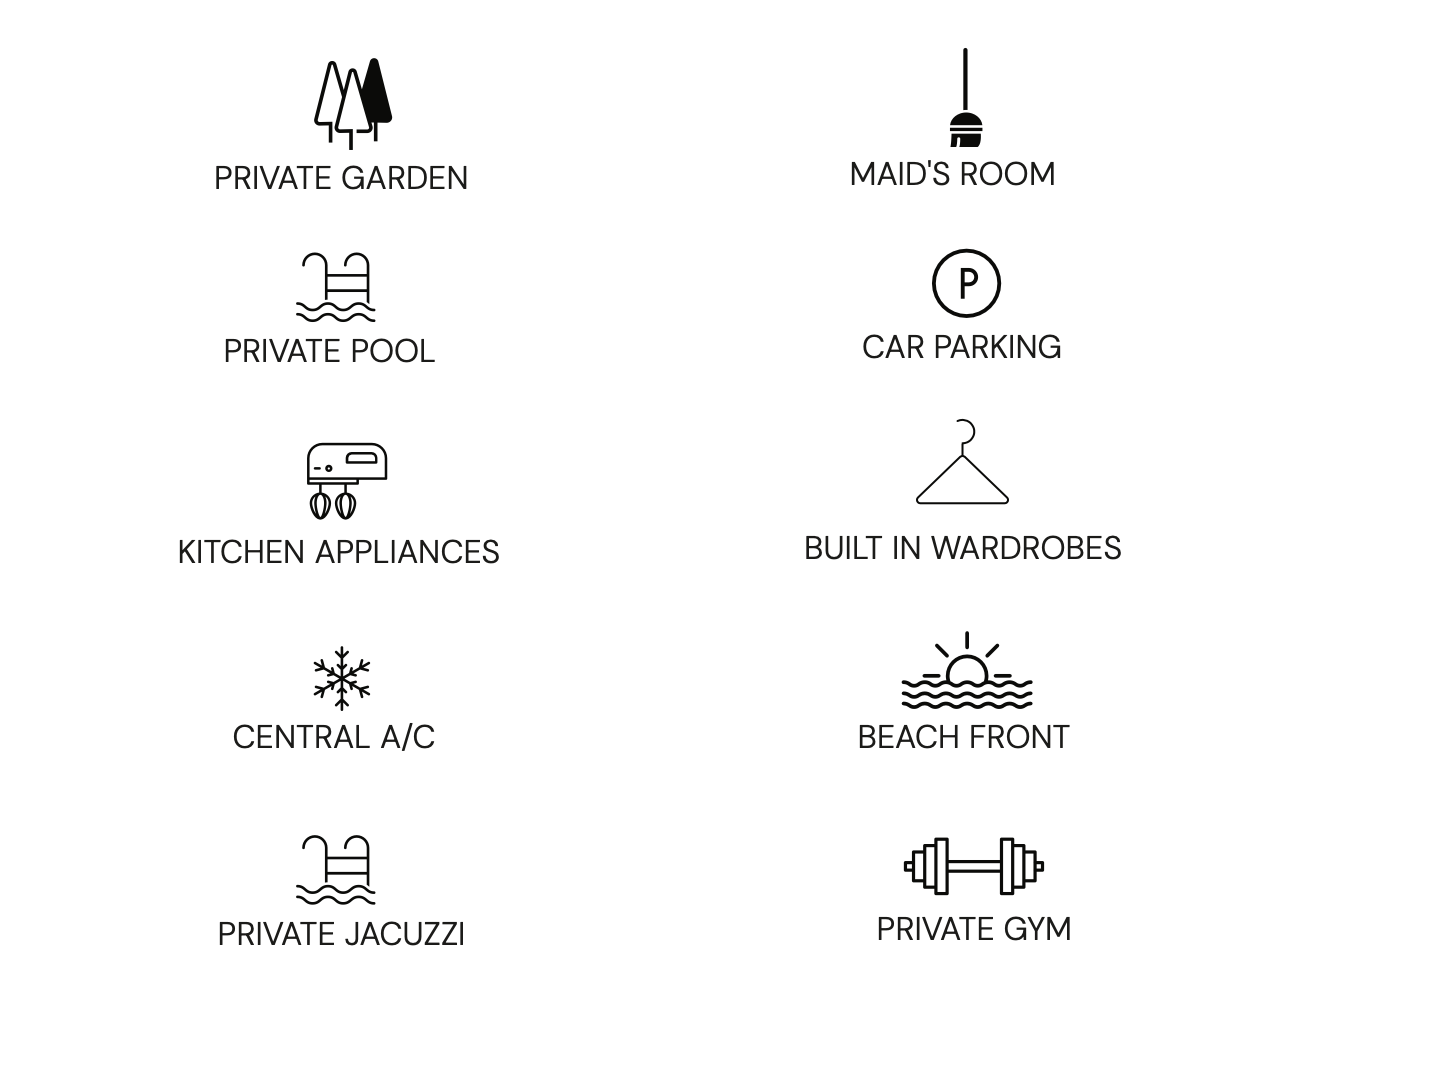 PRIVATE GARDEN
MAID'S ROOM
PRIVATE POOL
P
CAR PARKING
KITCHEN APPLIANCES
BUILT IN WARDROBES
CENTRAL A/C
BEACH FRONT
PRIVATE JACUZZI
PRIVATE GYM